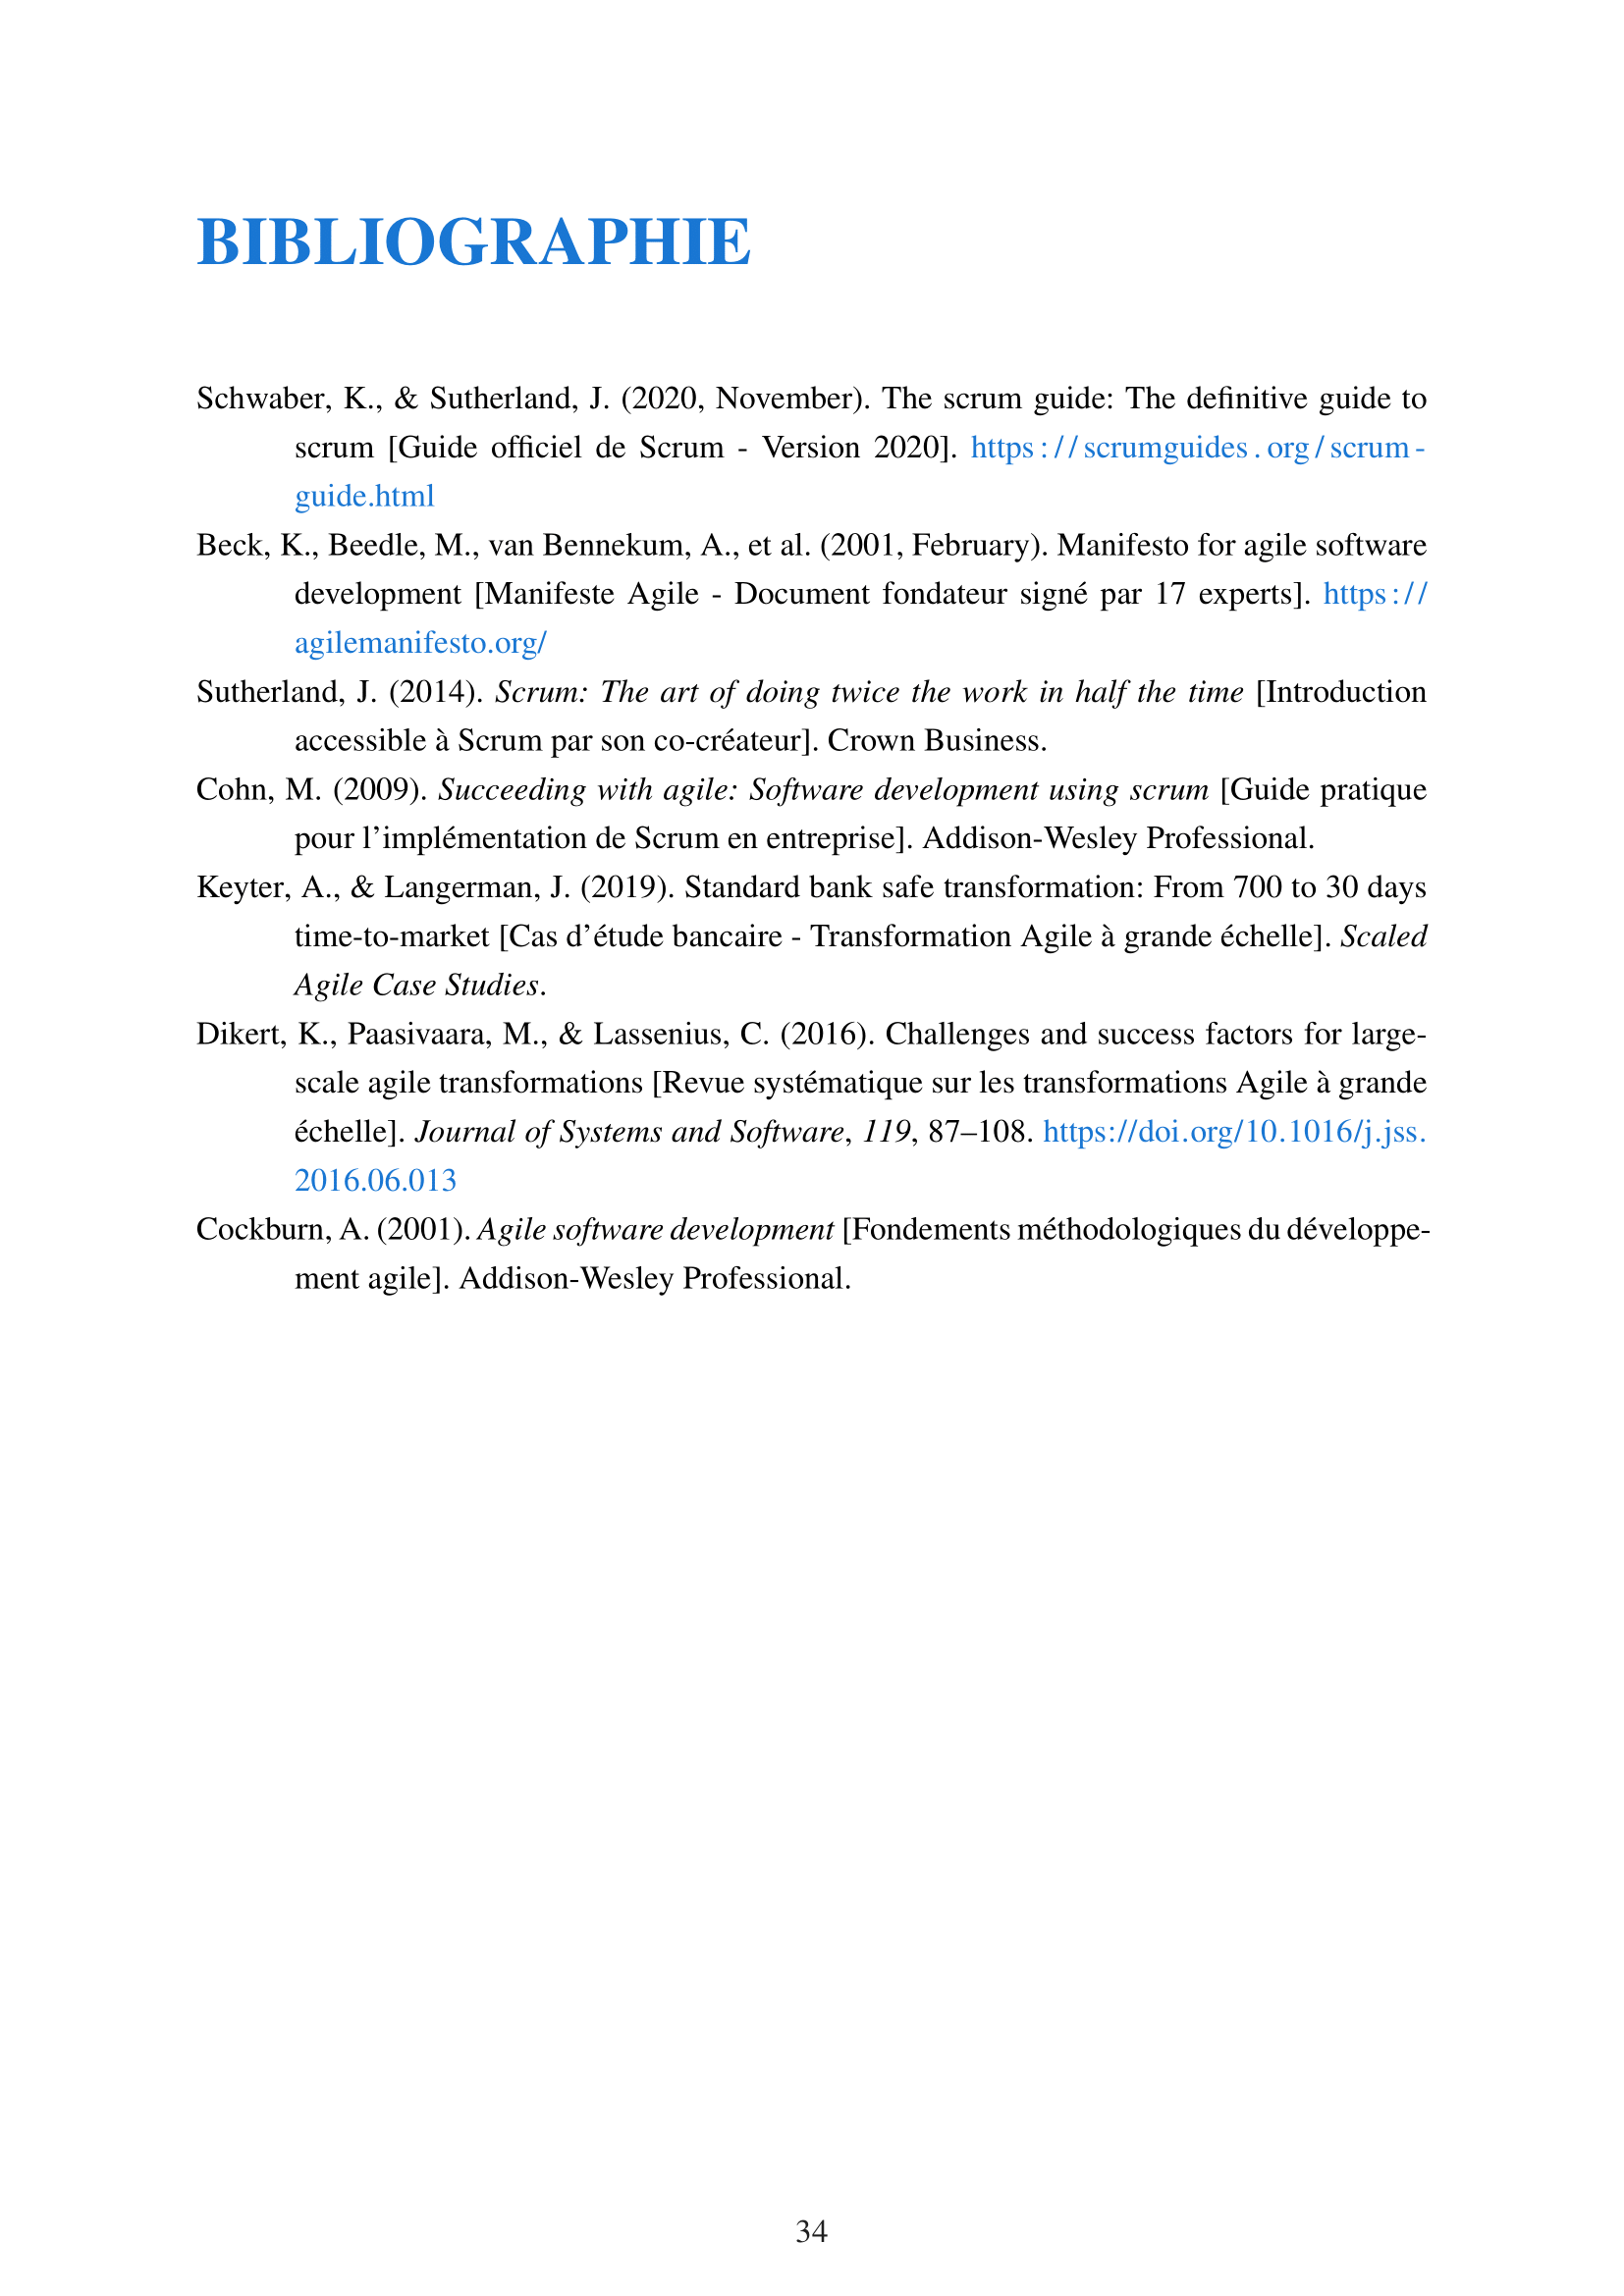 BIBLIOGRAPHIE
Schwaber, K., & Sutherland, J. (2020, November). The scrum guide: The definitive guide to
scrum [Guide officiel de Scrum - Version 2020]. https://scrumguides.org/scrum-
guide.html
Beck, K., Beedle, M., van Bennekum, A., et al. (2001, February). Manifesto for agile software
development [Manifeste Agile - Document fondateur signé par 17 experts]. https://
agilemanifesto.org/
Sutherland, J. (2014). Scrum: The art of doing twice the work in half the time [Introduction
accessible à Scrum par son co-créateur]. Crown Business.
Cohn, M. (2009). Succeeding with agile: Software development using scrum [Guide pratique
pour l’implémentation de Scrum en entreprise]. Addison-Wesley Professional.
Keyter, A., & Langerman, J. (2019). Standard bank safe transformation: From 700 to 30 days
time-to-market [Cas d’étude bancaire - Transformation Agile à grande échelle]. Scaled
Agile Case Studies.
Dikert, K., Paasivaara, M., & Lassenius, C. (2016). Challenges and success factors for large-
scale agile transformations [Revue systématique sur les transformations Agile à grande
échelle]. Journal of Systems and Software, 119, 87–108. https://doi.org/10.1016/j.jss.
2016.06.013
Cockburn, A. (2001). Agile software development [Fondements méthodologiques du développe-
ment agile]. Addison-Wesley Professional.
34